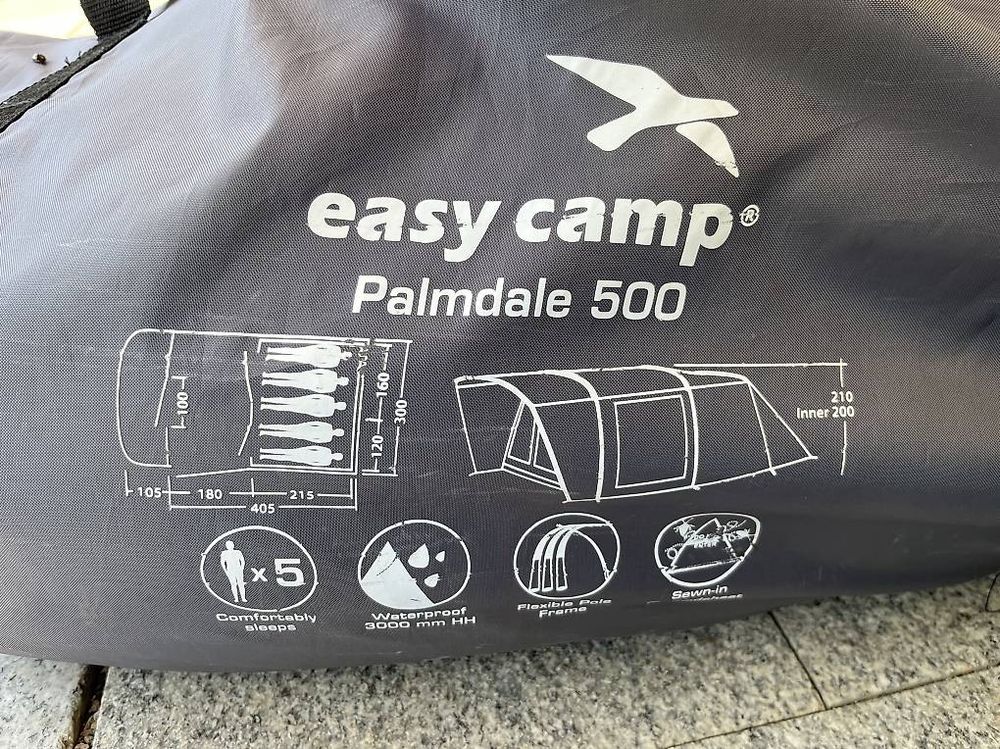 easy camp®
Palmdale 500
100
160
300
120
105
180
215
405
210
Inner 200
x 5
Comfortably
sleeps
Waterproof
3000 mm HH
Flexible Pole
Frame
Sewn-in